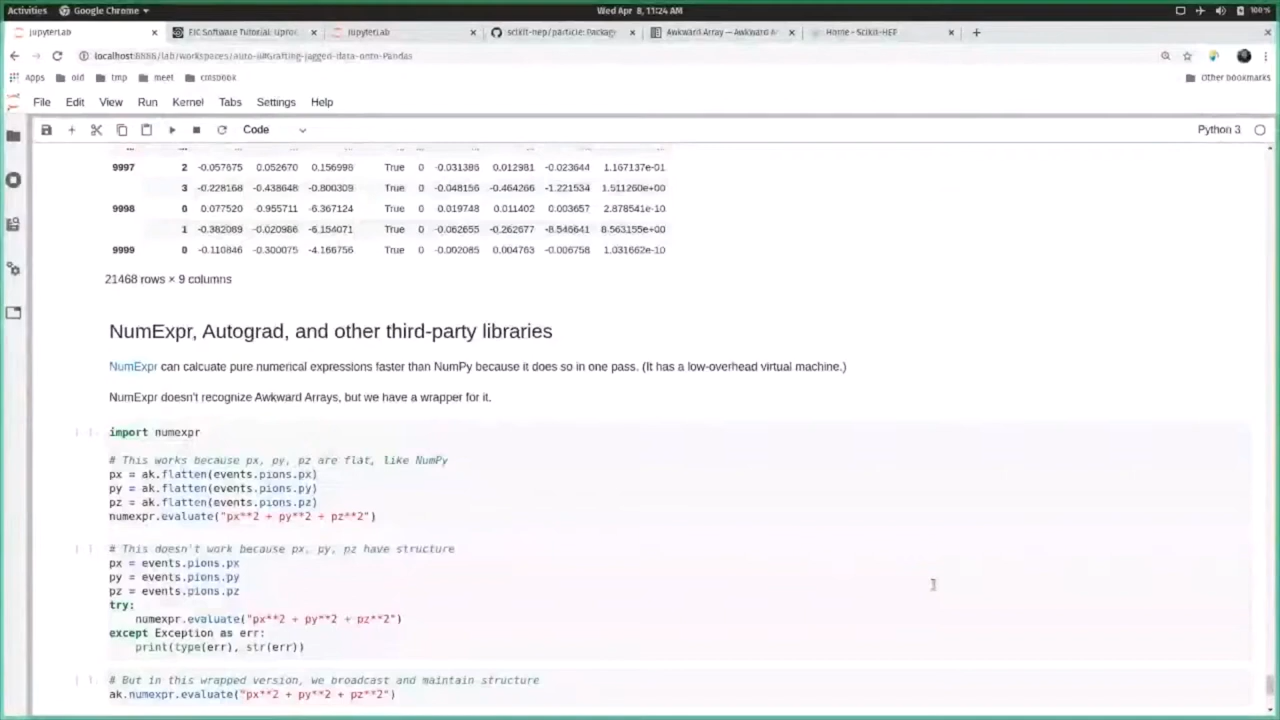 Activities Google Chrome Wed Apr 8, 11:24 AM 100%
JupyterLab EIC Software Tutorial: Uproo JupyterLab scikit-hep/particle: Packag Awkward Array — Awkward A Home - Scikit-HEP
Apps old tmp meet cmsbook Other bookmarks
File Edit View Run Kernel Tabs Settings Help
Code Python 3
9997 2 -0.057675 0.052670 0.156998 True 0 -0.031386 0.012981 -0.023644 1.167137e-01
3 -0.228168 -0.438648 -0.800309 True 0 -0.048156 -0.464266 -1.221534 1.511260e+00
9998 0 0.077520 -0.955711 -6.367124 True 0 0.019748 0.011402 0.003657 2.878541e-10
1 -0.382089 -0.020986 -6.154071 True 0 -0.062655 -0.262677 -8.546641 8.563155e+00
9999 0 -0.110846 -0.300075 -4.166756 True 0 -0.002085 0.004763 -0.006758 1.031662e-10
21468 rows × 9 columns
NumExpr, Autograd, and other third-party libraries
NumExpr can calcuate pure numerical expressions faster than NumPy because it does so in one pass. (It has a low-overhead virtual machine.)
NumExpr doesn't recognize Awkward Arrays, but we have a wrapper for it.
[ ]: import numexpr
# This works because px, py, pz are flat, like NumPy
px = ak.flatten(events.pions.px)
py = ak.flatten(events.pions.py)
pz = ak.flatten(events.pions.pz)
numexpr.evaluate("px**2 + py**2 + pz**2")
[ ]: # This doesn't work because px, py, pz have structure
px = events.pions.px
py = events.pions.py
pz = events.pions.pz
try:
numexpr.evaluate("px**2 + py**2 + pz**2")
except Exception as err:
print(type(err), str(err))
[ ]: # But in this wrapped version, we broadcast and maintain structure
ak.numexpr.evaluate("px**2 + py**2 + pz**2")